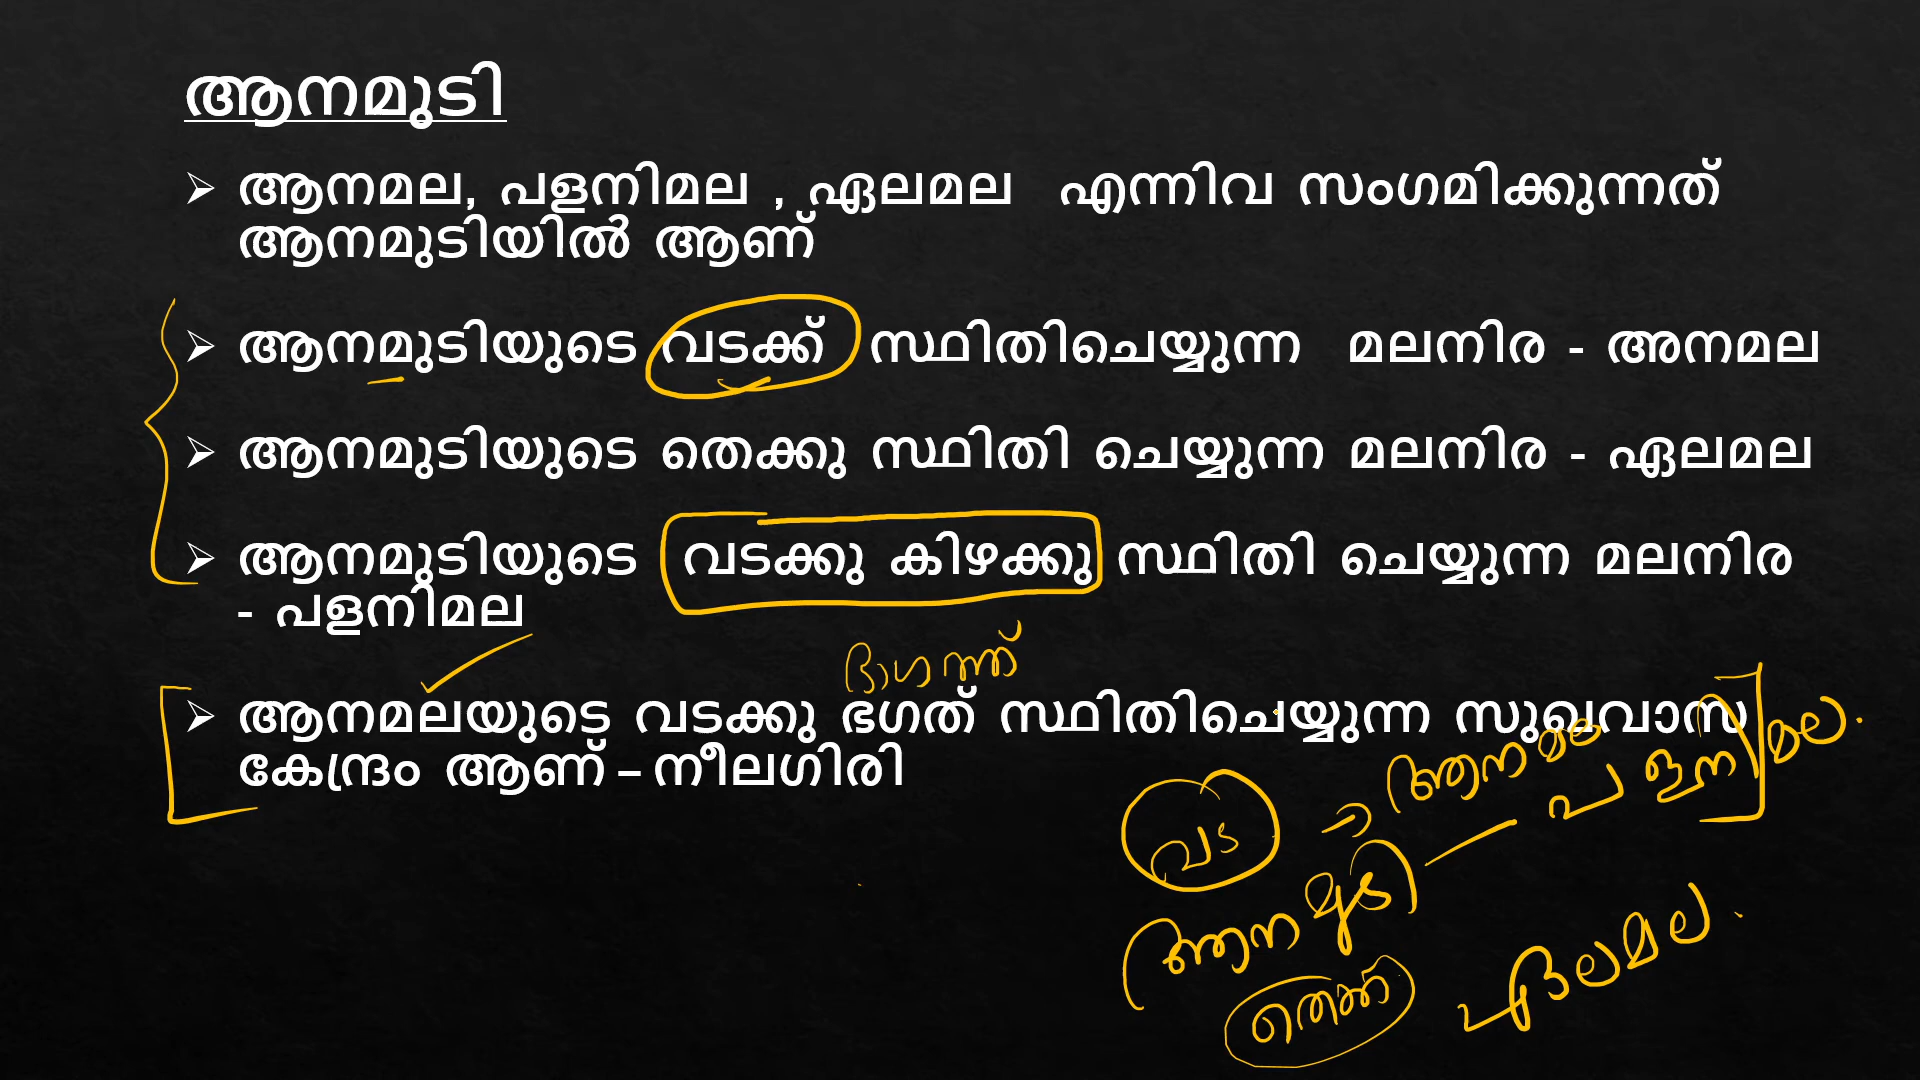 ആനമുടി
➢ ആനമല, പളനിമല , ഏലമല എന്നിവ സംഗമിക്കുന്നത്
ആനമുടിയിൽ ആണ്
➢ ആനമുടിയുടെ വടക്ക് സ്ഥിതിചെയ്യുന്ന മലനിര - അനമല
➢ ആനമുടിയുടെ തെക്കു സ്ഥിതി ചെയ്യുന്ന മലനിര - ഏലമല
➢ ആനമുടിയുടെ വടക്കു കിഴക്കു സ്ഥിതി ചെയ്യുന്ന മലനിര
- പളനിമല
ഭാഗത്ത്
➢ ആനമലയുടെ വടക്കു ഭഗത് സ്ഥിതിചെയ്യുന്ന സുഖവാസ
കേന്ദ്രം ആണ് – നീലഗിരി
ആനമല
പളനിമല.
വട
ആനമുടി
തെക്ക്
ഏലമല.